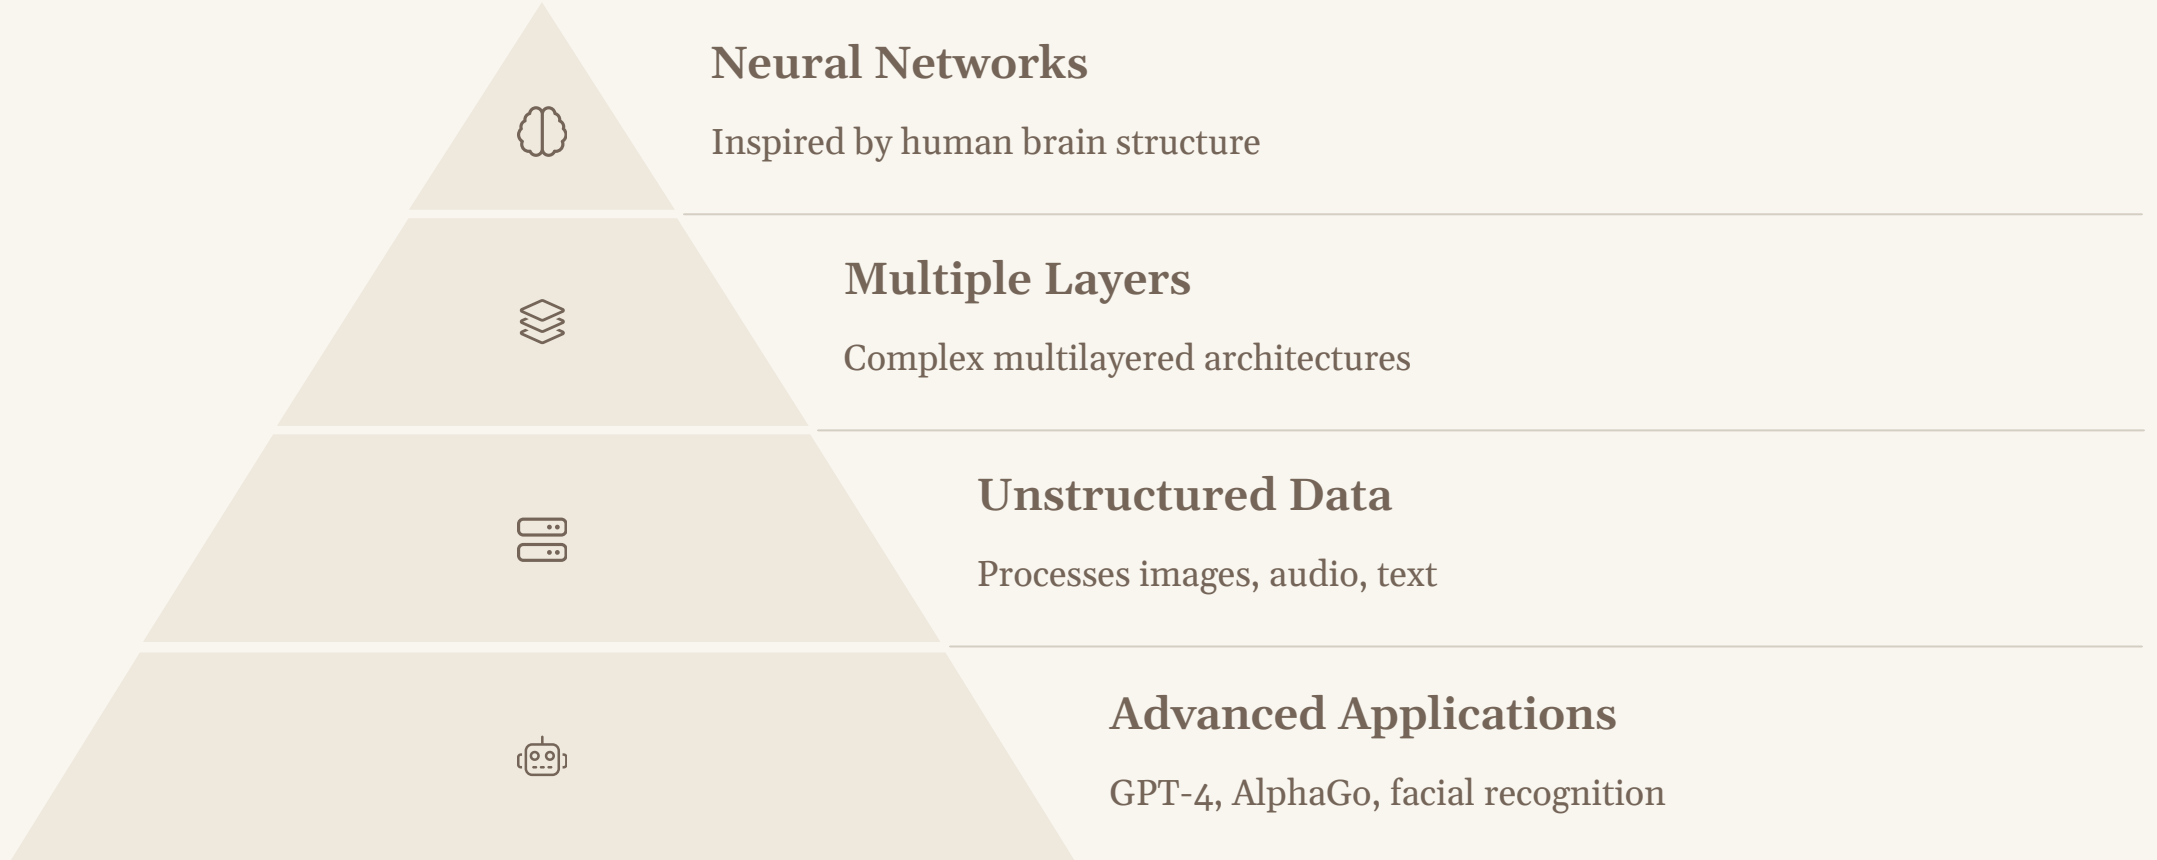 Neural Networks
Inspired by human brain structure
Multiple Layers
Complex multilayered architectures
Unstructured Data
Processes images, audio, text
Advanced Applications
GPT-4, AlphaGo, facial recognition